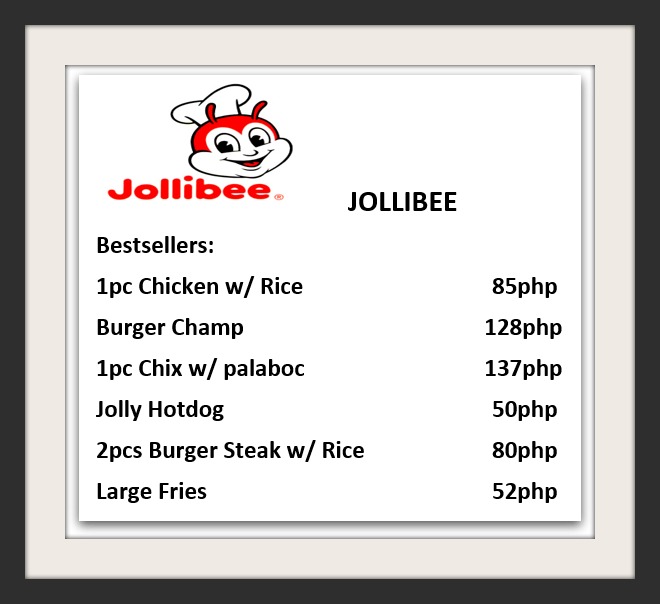 Jollibee®
JOLLIBEE
Bestsellers:
1pc Chicken w/ Rice 85php
Burger Champ 128php
1pc Chix w/ palaboc 137php
Jolly Hotdog 50php
2pcs Burger Steak w/ Rice 80php
Large Fries 52php